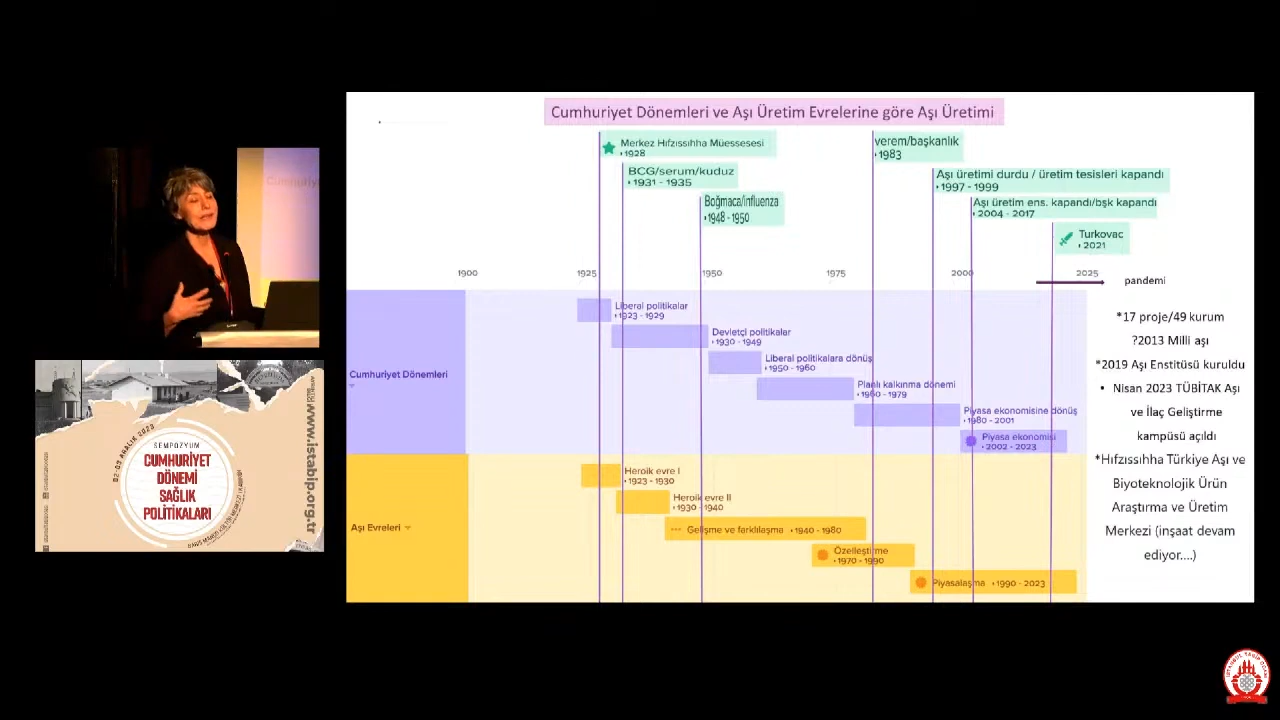 Cumhuriyet Dönemleri ve Aşı Üretim Evrelerine göre Aşı Üretimi
Merkez Hıfzıssıhha Müessesesi
• 1928
BCG/serum/kuduz
• 1931 - 1935
Boğmaca/influenza
• 1948 - 1950
verem/başkanlık
• 1983
Aşı üretimi durdu / üretim tesisleri kapandı
• 1997 - 1999
Aşı üretim ens. kapandı/bşk kapandı
• 2004 - 2017
Turkovac
• 2021
1900 1925 1950 1975 2000 2025
pandemi
Cumhuriyet Dönemleri
Liberal politikalar
• 1923 - 1929
Devletçi politikalar
• 1930 - 1949
Liberal politikalara dönüş
• 1950 - 1960
Planlı kalkınma dönemi
• 1960 - 1979
Piyasa ekonomisine dönüş
• 1980 - 2001
Piyasa ekonomisi
• 2002 - 2023
Aşı Evreleri
Heroik evre I
• 1923 - 1930
Heroik evre II
• 1930 - 1940
Gelişme ve farklılaşma • 1940 - 1980
Özelleştirme
• 1970 - 1990
Piyasalaşma • 1990 - 2023
*17 proje/49 kurum
?2013 Milli aşı
*2019 Aşı Enstitüsü kuruldu
• Nisan 2023 TÜBİTAK Aşı
ve İlaç Geliştirme
kampüsü açıldı
*Hıfzıssıhha Türkiye Aşı ve
Biyoteknolojik Ürün
Araştırma ve Üretim
Merkezi (inşaat devam
ediyor....)
02-03 ARALIK 2023
SEMPOZYUM
CUMHURİYET
DÖNEMİ
SAĞLIK
POLİTİKALARI
www.istabip.org.tr
İSTANBUL TABİP ODASI